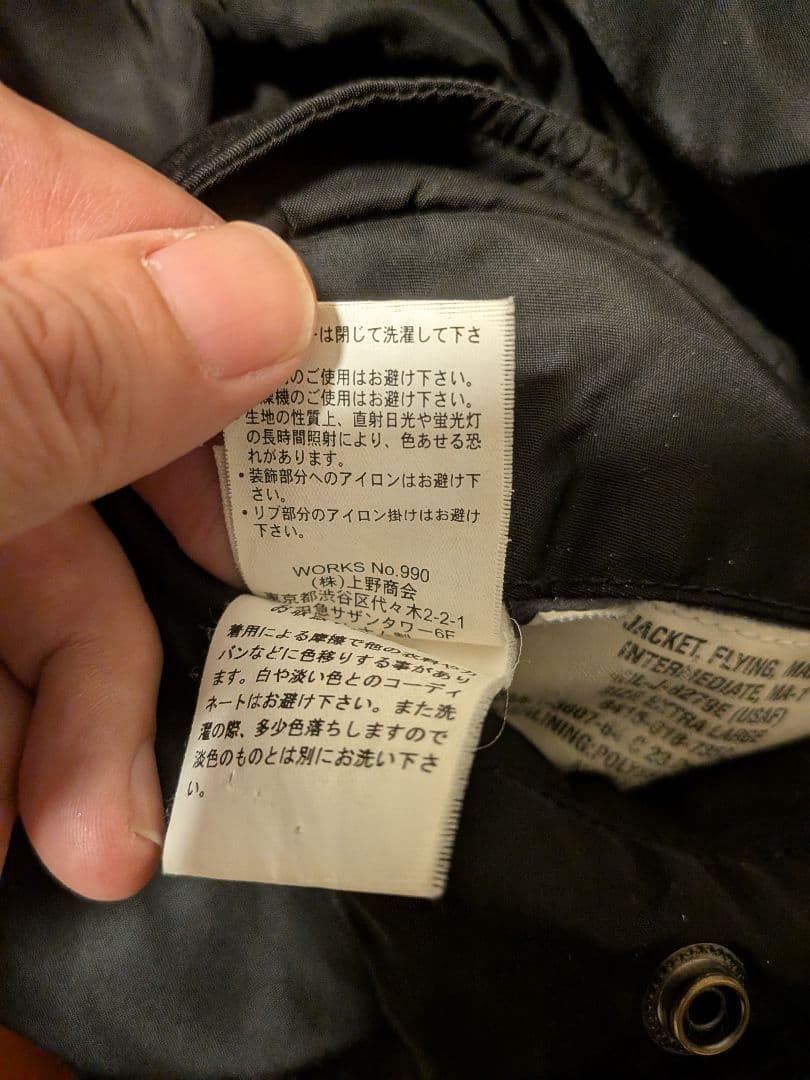 は閉じて洗濯して下さ
のご使用はお避け下さい。
機のご使用はお避け下さい。
生地の性質上、直射日光や蛍光灯
の長時間照射により、色あせる恐
れがあります。
・装飾部分へのアイロンはお避け下
さい。
・リブ部分のアイロン掛けはお避け
下さい。
WORKS No.990
(株)上野商会
東京都渋谷区代々木2-2-1
サザンタワー6F
着用による摩擦で他の衣料や
パンなどに色移りする事があり
ます。白や淡い色とのコーディ
ネートはお避け下さい。また洗
濯の際、多少色落ちしますので
淡色のものとは別にお洗い下さ
い。
JACKET, FLYING,
INTERMEDIATE, MA-1
MIL-J-8279E (USAF)
SIZE EXTRA LARGE
LINING: